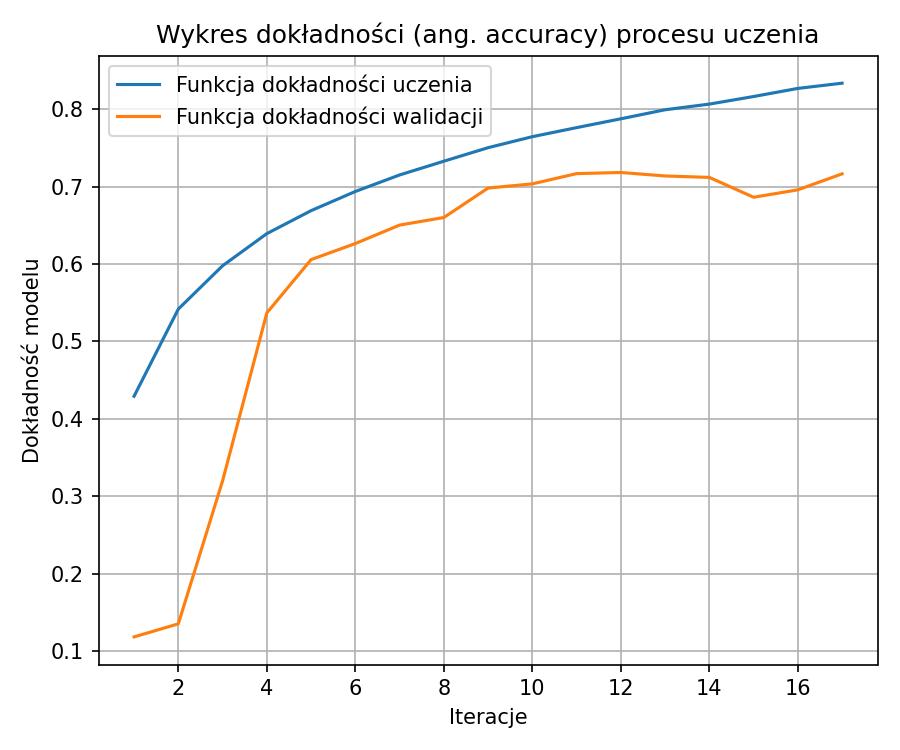 Wykres dokładności (ang. accuracy) procesu uczenia
Funkcja dokładności uczenia
Funkcja dokładności walidacji
Dokładność modelu
0.8
0.7
0.6
0.5
0.4
0.3
0.2
0.1
2 4 6 8 10 12 14 16
Iteracje